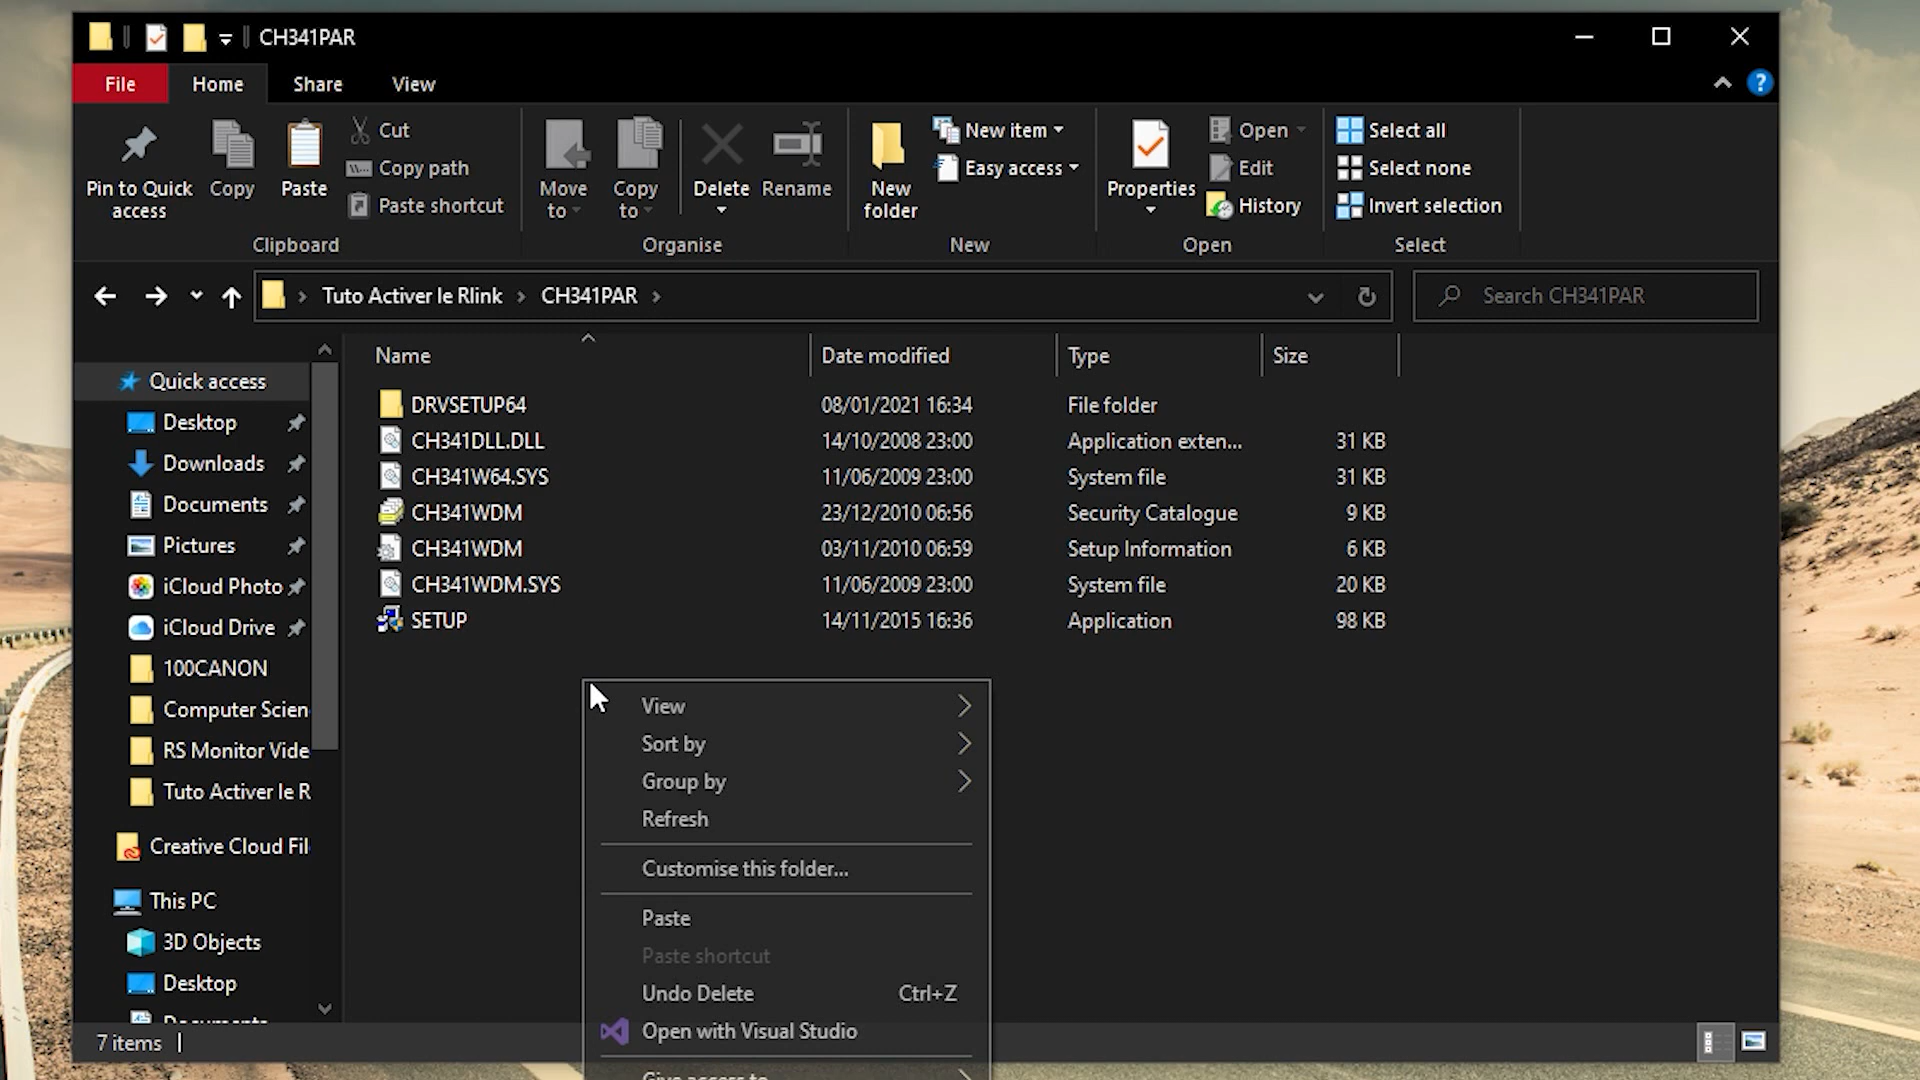 CH341PAR
File Home Share View
Pin to Quick access
Copy
Paste
Cut
Copy path
Paste shortcut
Clipboard
Move to
Copy to
Delete
Rename
Organise
New folder
New item
Easy access
New
Properties
Open
Edit
History
Open
Select all
Select none
Invert selection
Select
Tuto Activer le Rlink > CH341PAR >
Search CH341PAR
Name Date modified Type Size
DRVSETUP64 08/01/2021 16:34 File folder
CH341DLL.DLL 14/10/2008 23:00 Application exten... 31 KB
CH341W64.SYS 11/06/2009 23:00 System file 31 KB
CH341WDM 23/12/2010 06:56 Security Catalogue 9 KB
CH341WDM 03/11/2010 06:59 Setup Information 6 KB
CH341WDM.SYS 11/06/2009 23:00 System file 20 KB
SETUP 14/11/2015 16:36 Application 98 KB
Quick access
Desktop
Downloads
Documents
Pictures
iCloud Photo
iCloud Drive
100CANON
Computer Scien
RS Monitor Vide
Tuto Activer le R
Creative Cloud Fil
This PC
3D Objects
Desktop
Documents
View
Sort by
Group by
Refresh
Customise this folder...
Paste
Paste shortcut
Undo Delete Ctrl+Z
Open with Visual Studio
Give access to
7 items